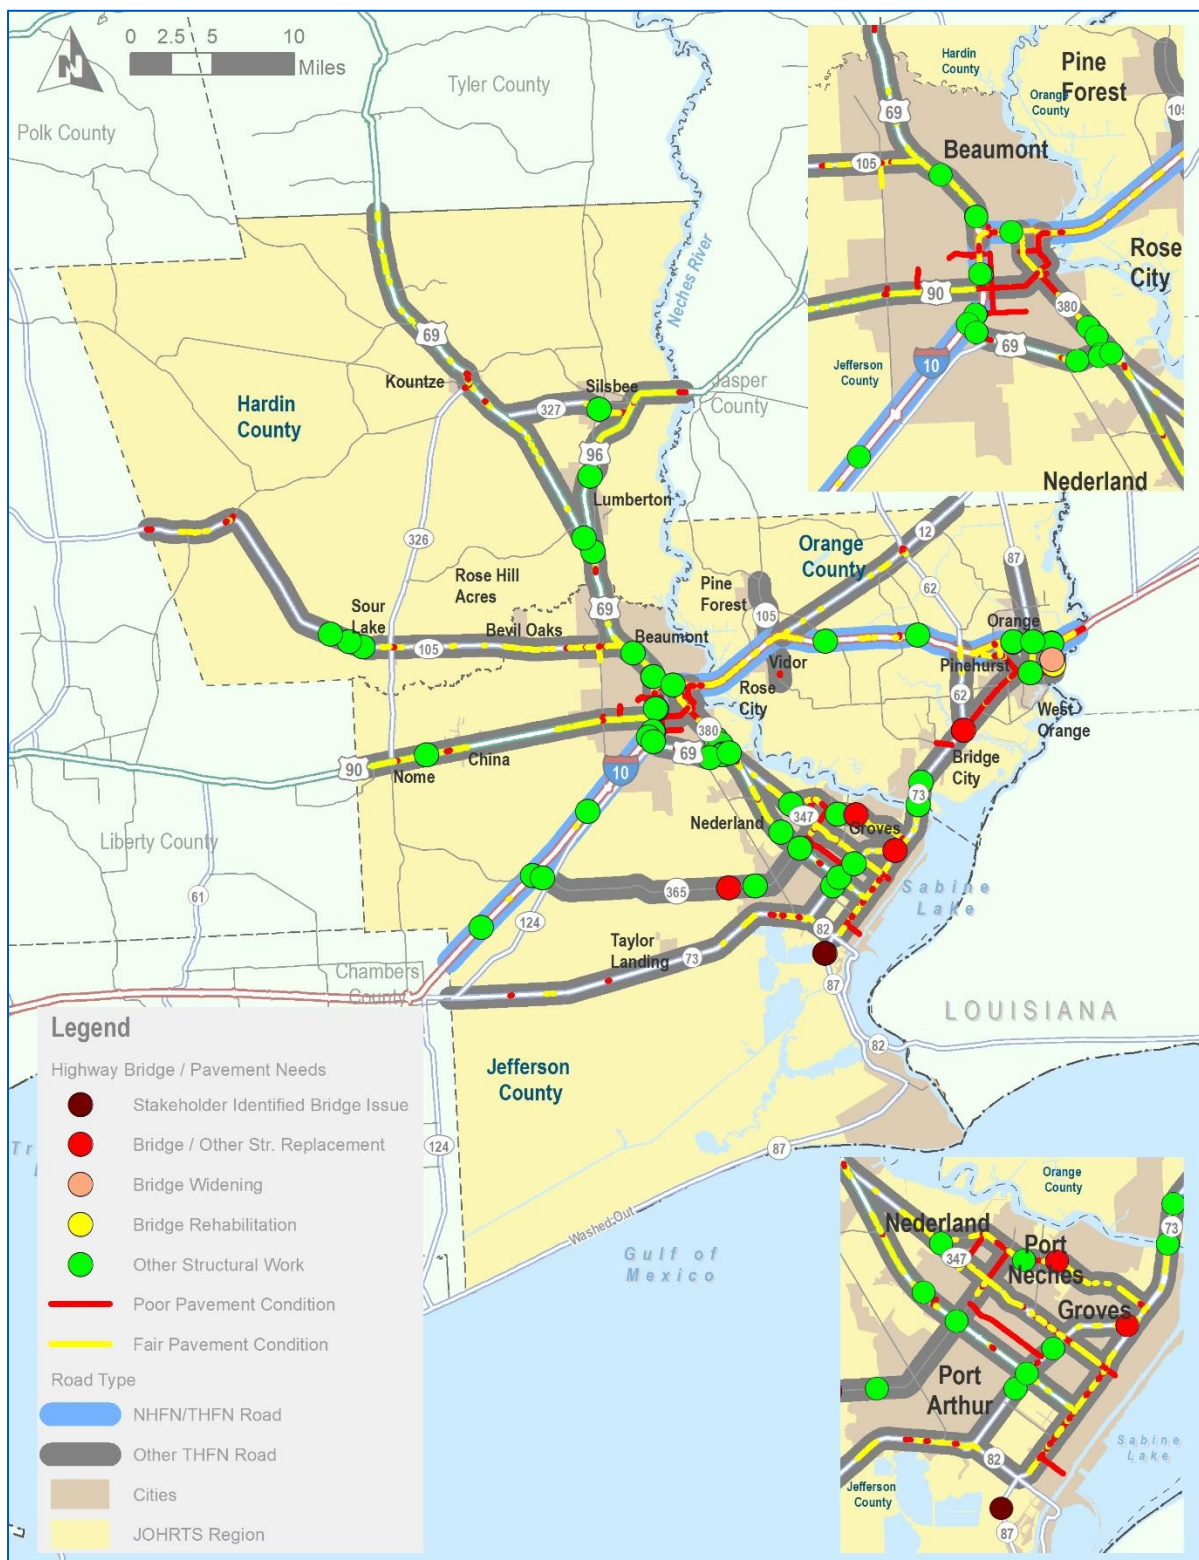 0 2.5 5 10
Miles
N
Polk County
Tyler County
Neches River
Jasper
County
69
Kountze
Hardin
County
327
Silsbee
96
Lumberton
326
Rose Hill
Acres
69
Sour
Lake
105
Bevil Oaks
Beaumont
Pine
Forest
105
Orange
County
12
62
87
Orange
Pinehurst
Vidor
Rose
City
62
West
Orange
380
Bridge
City
69
73
90
Nome
China
10
Nederland
347
Groves
Liberty County
61
365
124
Sabine
Lake
82
Taylor
Landing
73
87
Chambers
County
LOUISIANA
82
Jefferson
County
124
87
Washed Out
Gulf of
Mexico
Tr
Legend
Highway Bridge / Pavement Needs
Stakeholder Identified Bridge Issue
Bridge / Other Str. Replacement
Bridge Widening
Bridge Rehabilitation
Other Structural Work
Poor Pavement Condition
Fair Pavement Condition
Road Type
NHFN/THFN Road
Other THFN Road
Cities
JOHRTS Region
Hardin
County
Pine
Forest
Orange
County
69
105
Beaumont
105
Rose
City
90
380
69
10
Jefferson
County
Nederland
Orange
County
Nederland
73
347
Port
Neches
Groves
Port
Arthur
Sabine
Lake
82
Jefferson
County
87